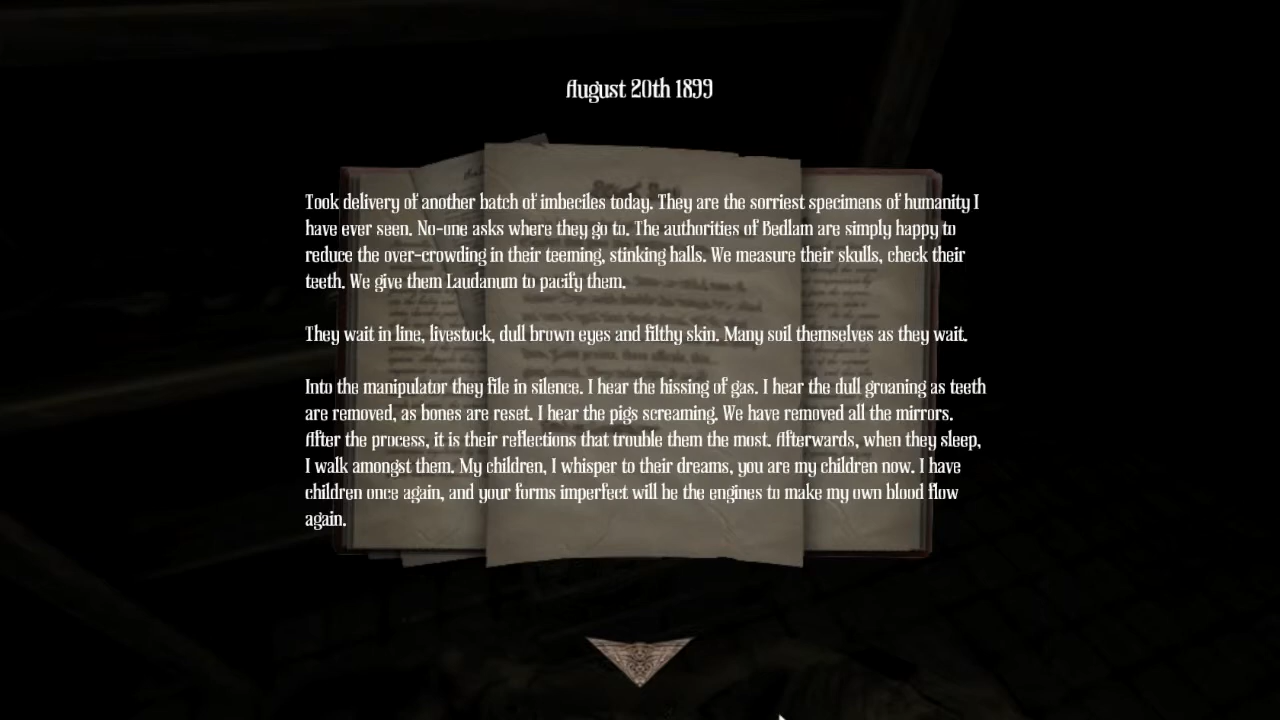 August 20th 1899
Took delivery of another batch of imbeciles today. They are the sorriest specimens of humanity I
have ever seen. No-one asks where they go to. The authorities of Bedlam are simply happy to
reduce the over-crowding in their teeming, stinking halls. We measure their skulls, check their
teeth. We give them Laudanum to pacify them.
They wait in line, livestock, dull brown eyes and filthy skin. Many soil themselves as they wait.
Into the manipulator they file in silence. I hear the hissing of gas. I hear the dull groaning as teeth
are removed, as bones are reset. I hear the pigs screaming. We have removed all the mirrors.
After the process, it is their reflections that trouble them the most. Afterwards, when they sleep,
I walk amongst them. My children, I whisper to their dreams, you are my children now. I have
children once again, and your forms imperfect will be the engines to make my own blood flow
again.